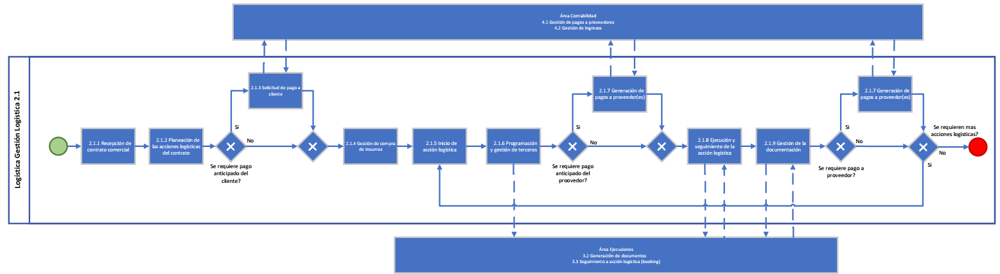 Área Contabilidad
4.1 Gestión de pagos a proveedores
4.2 Gestión de Ingresos
Logística Gestión Logística 2.1
2.1.1 Recepción de
contrato comercial
2.1.2 Planeación de
las acciones logísticas
del contrato
Se requiere pago
anticipado del
cliente?
Si
No
2.1.3 Solicitud de pago a
cliente
2.1.4 Gestión de compra
de insumos
2.1.5 Inicio de
acción logística
2.1.6 Programación
y gestión de terceros
Se requiere pago
anticipado del
proovedor?
Si
No
2.1.7 Generación de
pagos a proveedor(es)
2.1.8 Ejecución y
seguimiento de la
acción logística
2.1.9 Gestión de la
documentación
Se requiere pago a
proveedor?
Si
No
2.1.7 Generación de
pagos a proveedor(es)
Se requieren mas
acciones logisticas?
No
Si
Área Ejecuciones
3.2 Generación de documentos
3.3 Seguimiento a acción logística (booking)